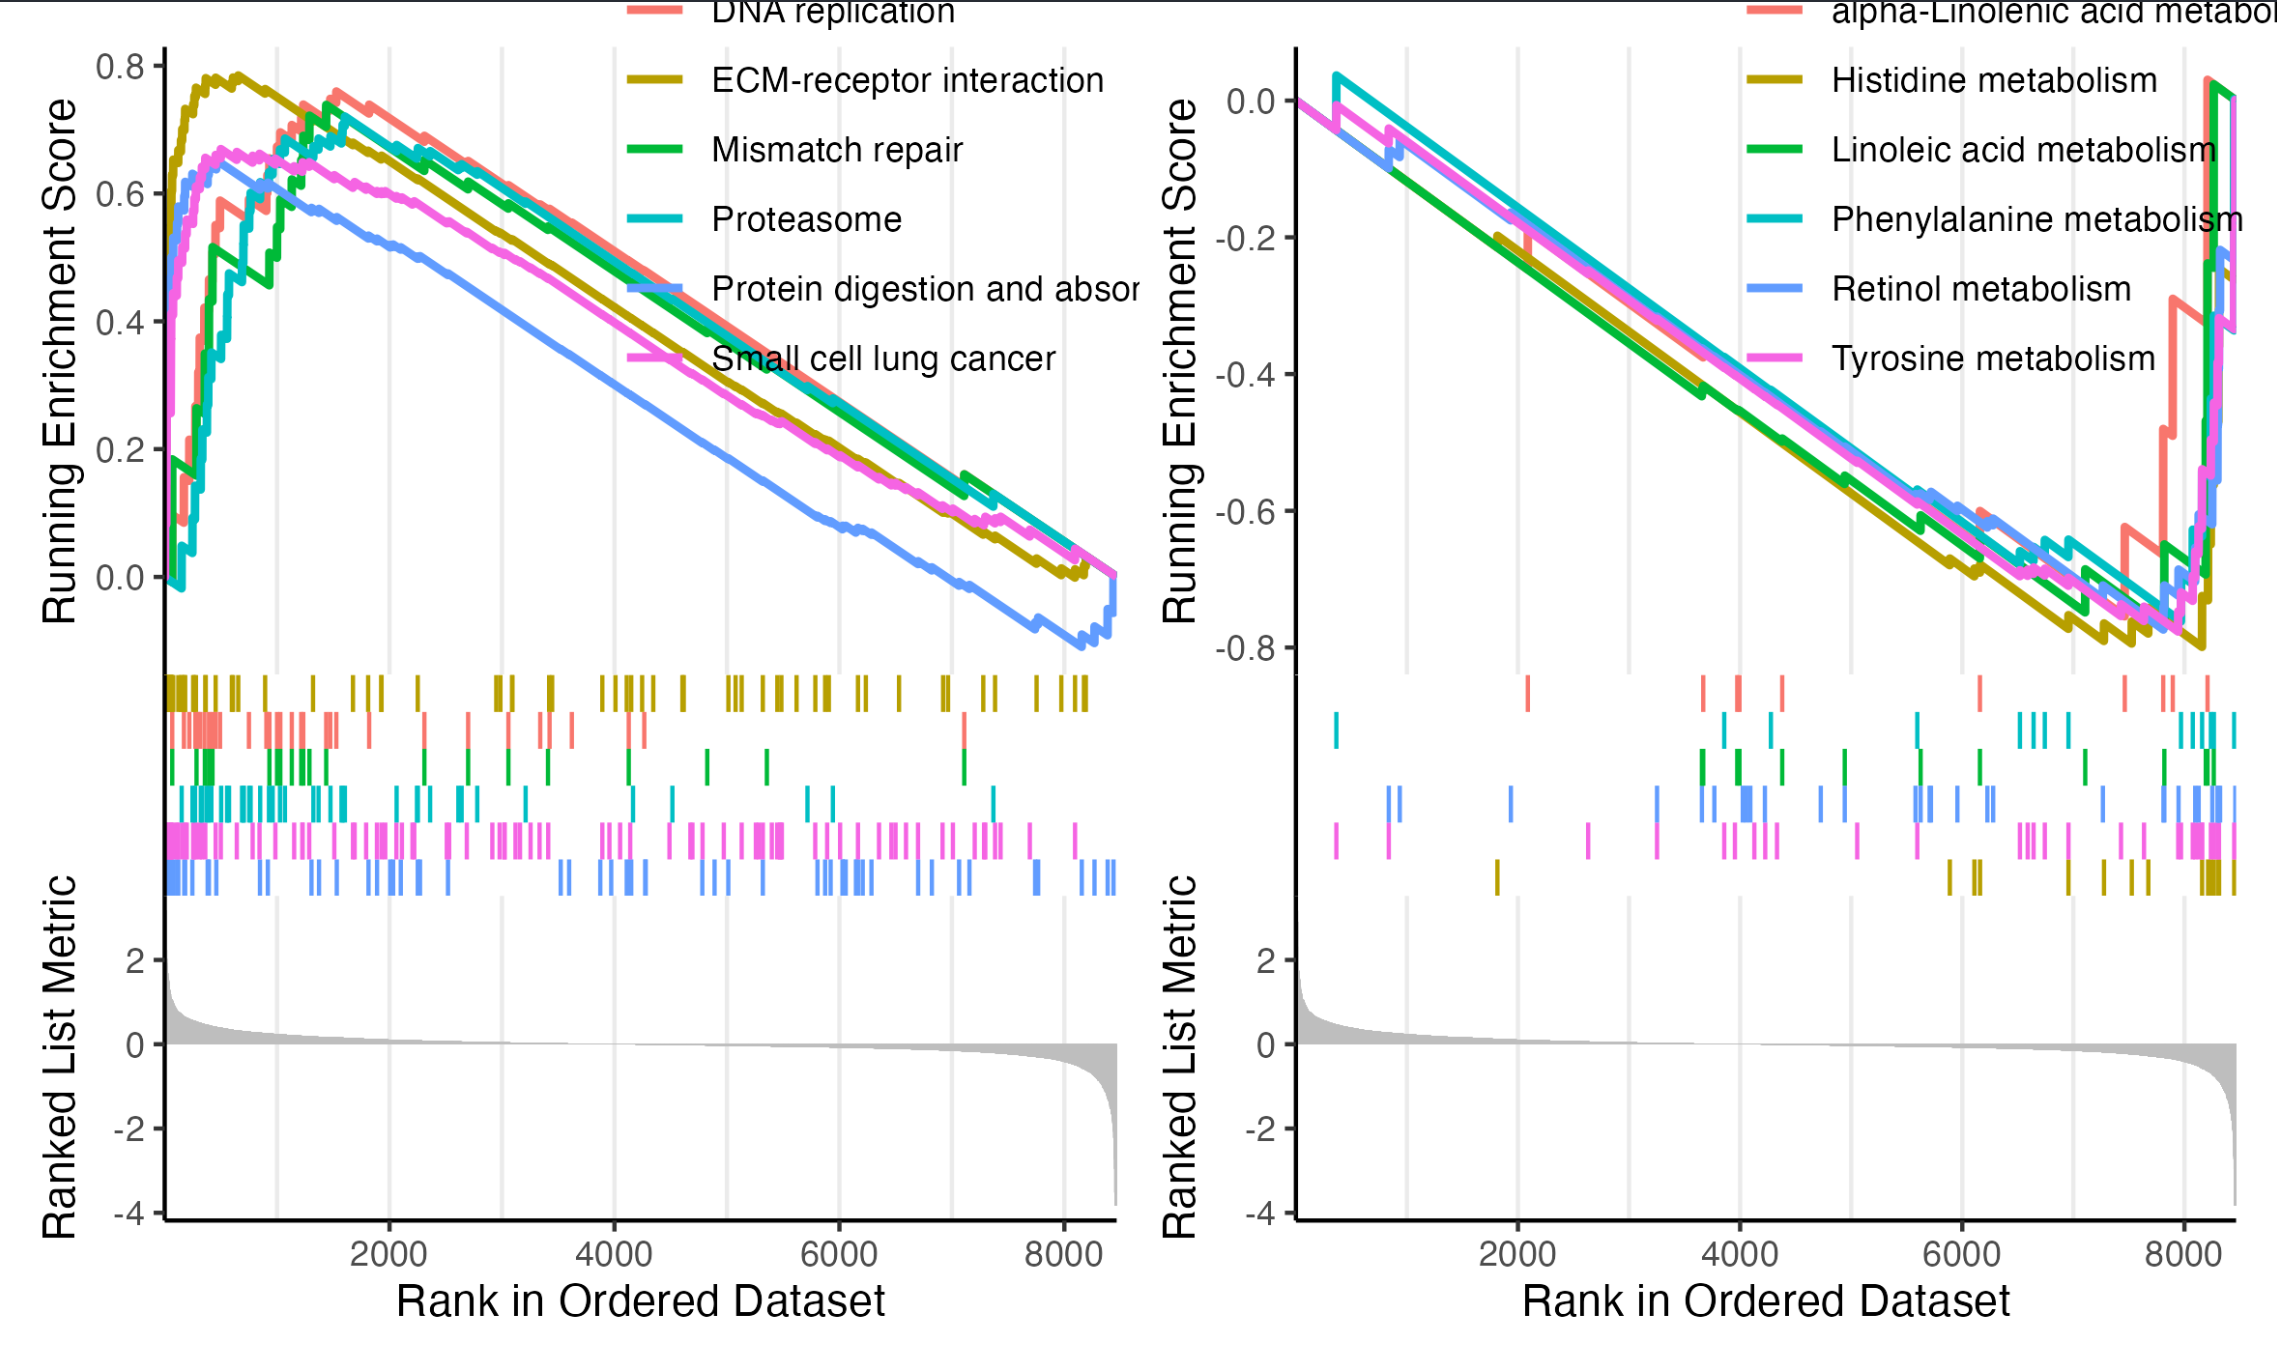 DNA replication
ECM-receptor interaction
Mismatch repair
Proteasome
Protein digestion and absor
Small cell lung cancer
Running Enrichment Score
0.8
0.6
0.4
0.2
0.0
Ranked List Metric
2
0
-2
-4
2000 4000 6000 8000
Rank in Ordered Dataset
alpha-Linolenic acid metabol
Histidine metabolism
Linoleic acid metabolism
Phenylalanine metabolism
Retinol metabolism
Tyrosine metabolism
Running Enrichment Score
0.0
-0.2
-0.4
-0.6
-0.8
Ranked List Metric
2
0
-2
-4
2000 4000 6000 8000
Rank in Ordered Dataset